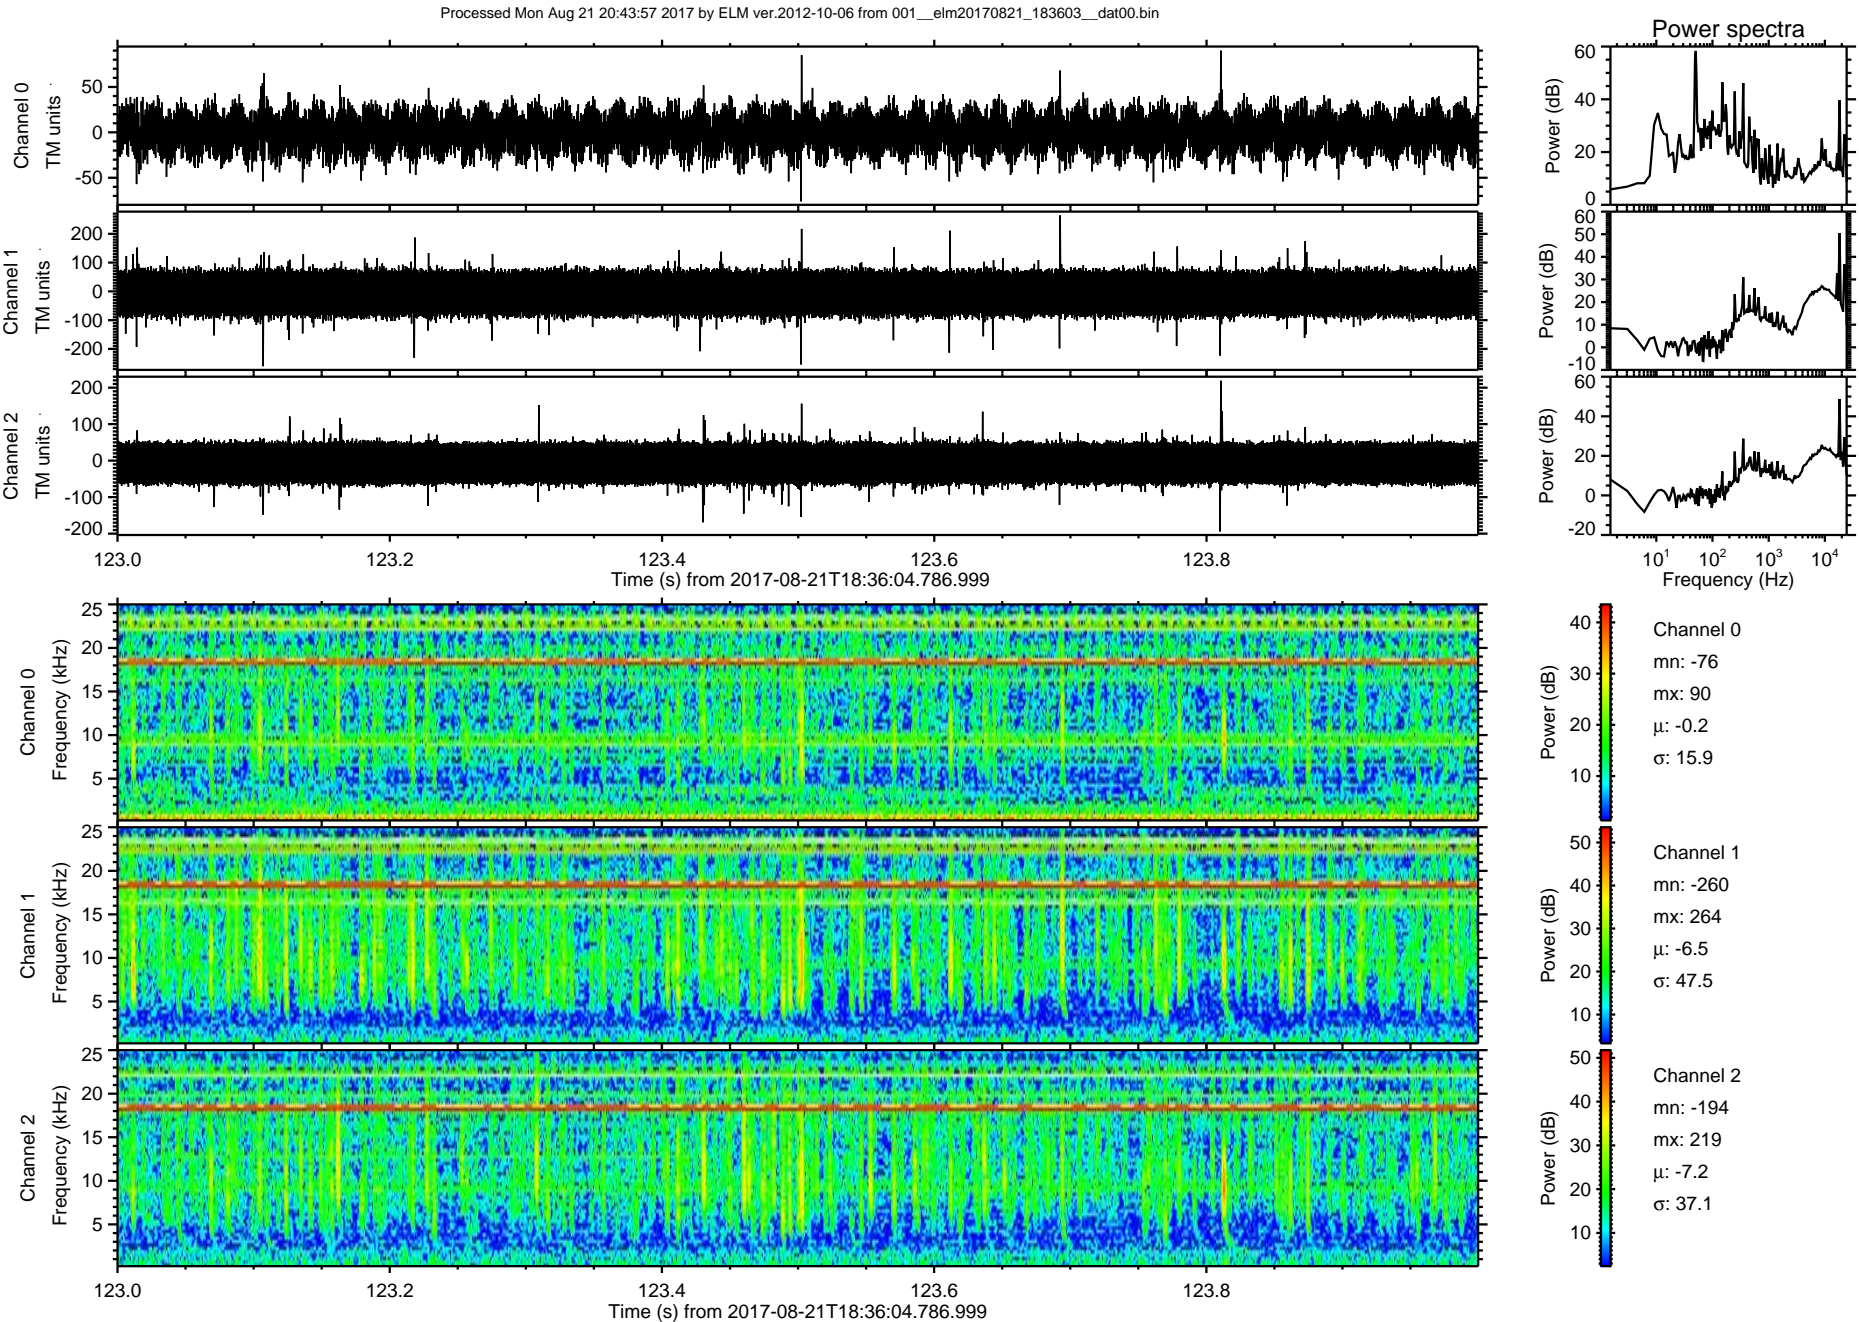 Processed Mon Aug 21 20:43:57 2017 by ELM ver.2012-10-06 from 001__elm20170821_183603__dat00.bin
Power spectra
Channel 0
TM units
50
0
-50
Power (dB)
60
40
20
0
Channel 1
TM units
200
100
0
-100
-200
Power (dB)
60
50
40
30
20
10
0
-10
Channel 2
TM units
200
100
0
-100
-200
Power (dB)
60
40
20
0
-20
123.0 123.2 123.4 123.6 123.8
Time (s) from 2017-08-21T18:36:04.786.999
10^1 10^2 10^3 10^4
Frequency (Hz)
Channel 0
Frequency (kHz)
25
20
15
10
5
Power (dB)
40
30
20
10
Channel 0
mn: -76
mx: 90
μ: -0.2
σ: 15.9
Channel 1
Frequency (kHz)
25
20
15
10
5
Power (dB)
50
40
30
20
10
Channel 1
mn: -260
mx: 264
μ: -6.5
σ: 47.5
Channel 2
Frequency (kHz)
25
20
15
10
5
Power (dB)
50
40
30
20
10
Channel 2
mn: -194
mx: 219
μ: -7.2
σ: 37.1
123.0 123.2 123.4 123.6 123.8
Time (s) from 2017-08-21T18:36:04.786.999